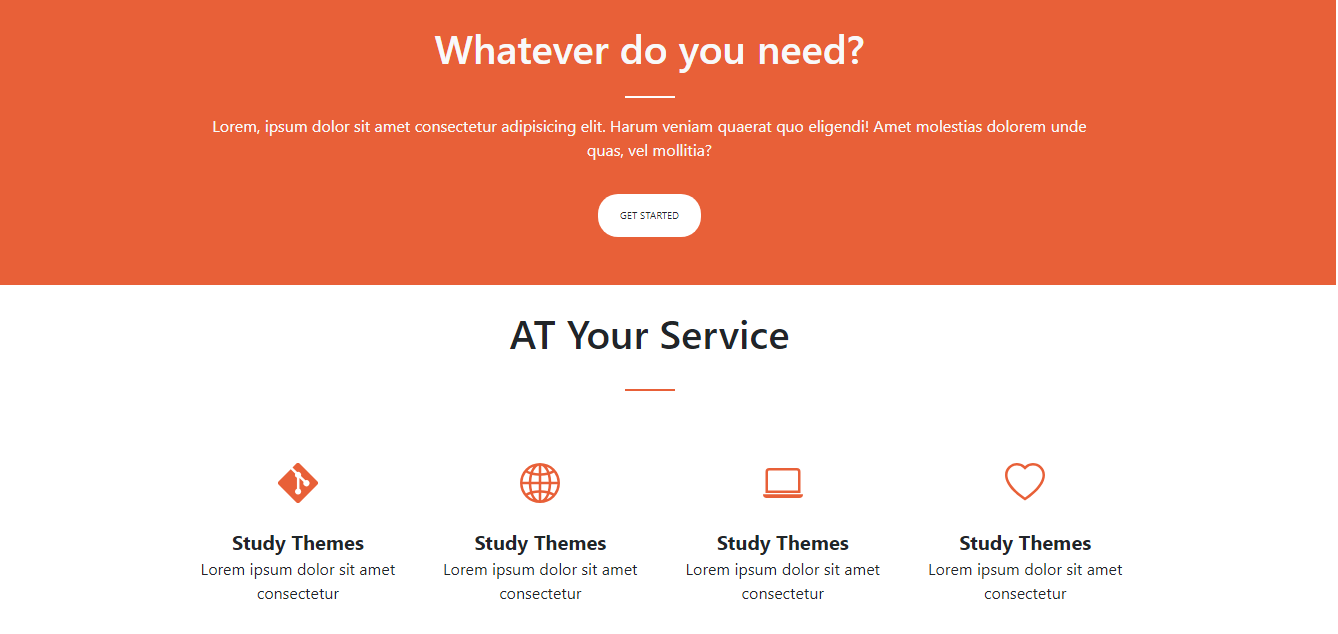 Whatever do you need?
Lorem, ipsum dolor sit amet consectetur adipisicing elit. Harum veniam quaerat quo eligendi! Amet molestias dolorem unde
quas, vel mollitia?
GET STARTED
AT Your Service
Study Themes
Lorem ipsum dolor sit amet
consectetur
Study Themes
Lorem ipsum dolor sit amet
consectetur
Study Themes
Lorem ipsum dolor sit amet
consectetur
Study Themes
Lorem ipsum dolor sit amet
consectetur